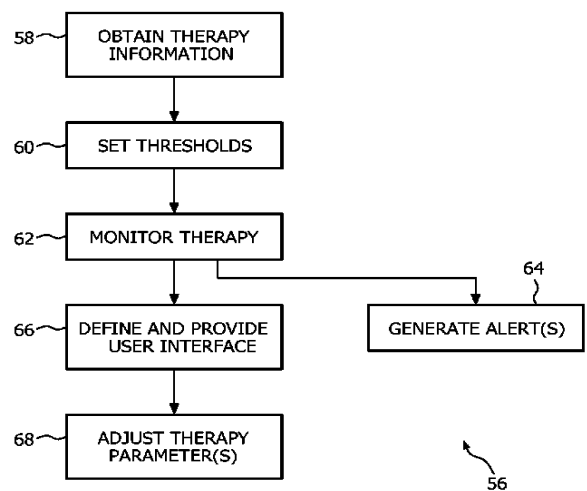 58
OBTAIN THERAPY
INFORMATION
60
SET THRESHOLDS
62
MONITOR THERAPY
64
GENERATE ALERT(S)
66
DEFINE AND PROVIDE
USER INTERFACE
68
ADJUST THERAPY
PARAMETER(S)
56